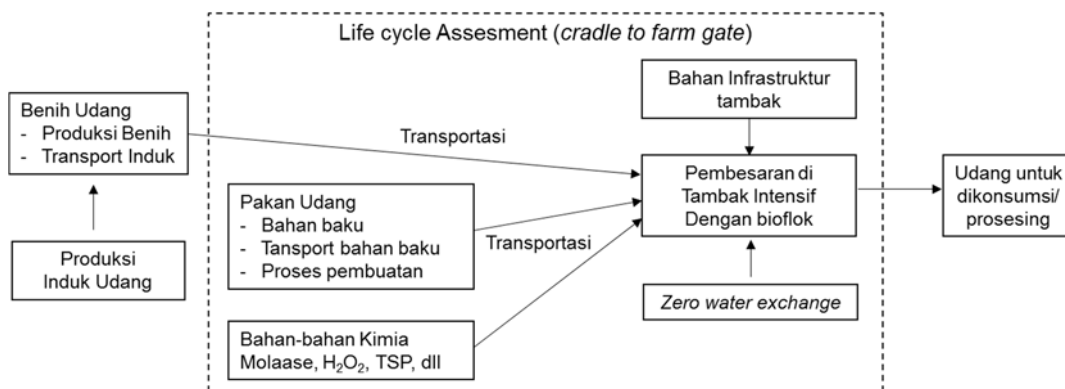 Life cycle Assesment (cradle to farm gate)
Benih Udang
- Produksi Benih
- Transport Induk
Produksi
Induk Udang
Transportasi
Pakan Udang
- Bahan baku
- Tansport bahan baku
- Proses pembuatan
Transportasi
Bahan-bahan Kimia
Molaase, H₂O₂, TSP, dll
Bahan Infrastruktur
tambak
Pembesaran di
Tambak Intensif
Dengan bioflok
Zero water exchange
Udang untuk
dikonsumsi/
prosesing